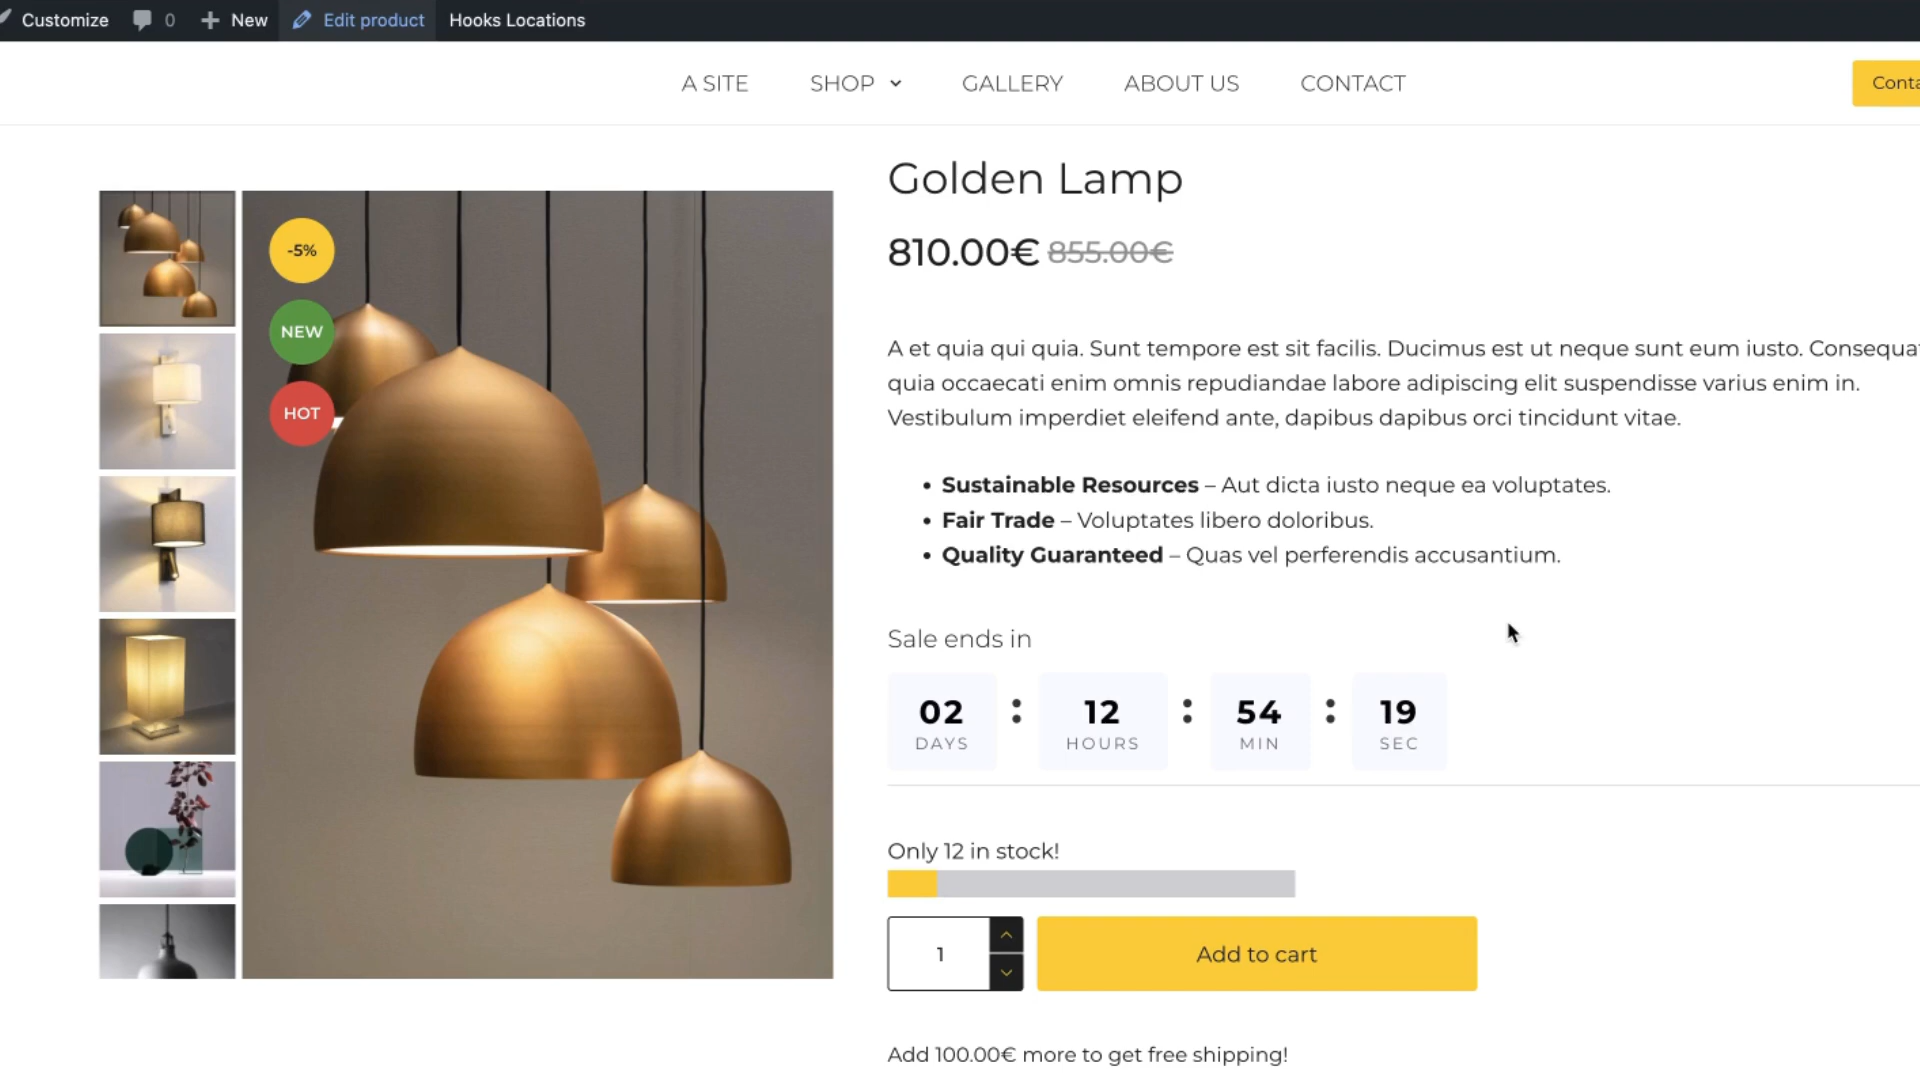 Customize 0 New Edit product Hooks Locations
A SITE SHOP GALLERY ABOUT US CONTACT
Golden Lamp
810.00€ 855.00€
-5%
NEW
HOT
A et quia qui quia. Sunt tempore est sit facilis. Ducimus est ut neque sunt eum iusto.
quia occaecati enim omnis repudiandae labore adipiscing elit suspendisse varius enim in.
Vestibulum imperdiet eleifend ante, dapibus dapibus orci tincidunt vitae.
• Sustainable Resources – Aut dicta iusto neque ea voluptates.
• Fair Trade – Voluptates libero doloribus.
• Quality Guaranteed – Quas vel perferendis accusantium.
Sale ends in
02 : 12 : 54 : 19
DAYS HOURS MIN SEC
Only 12 in stock!
1 Add to cart
Add 100.00€ more to get free shipping!